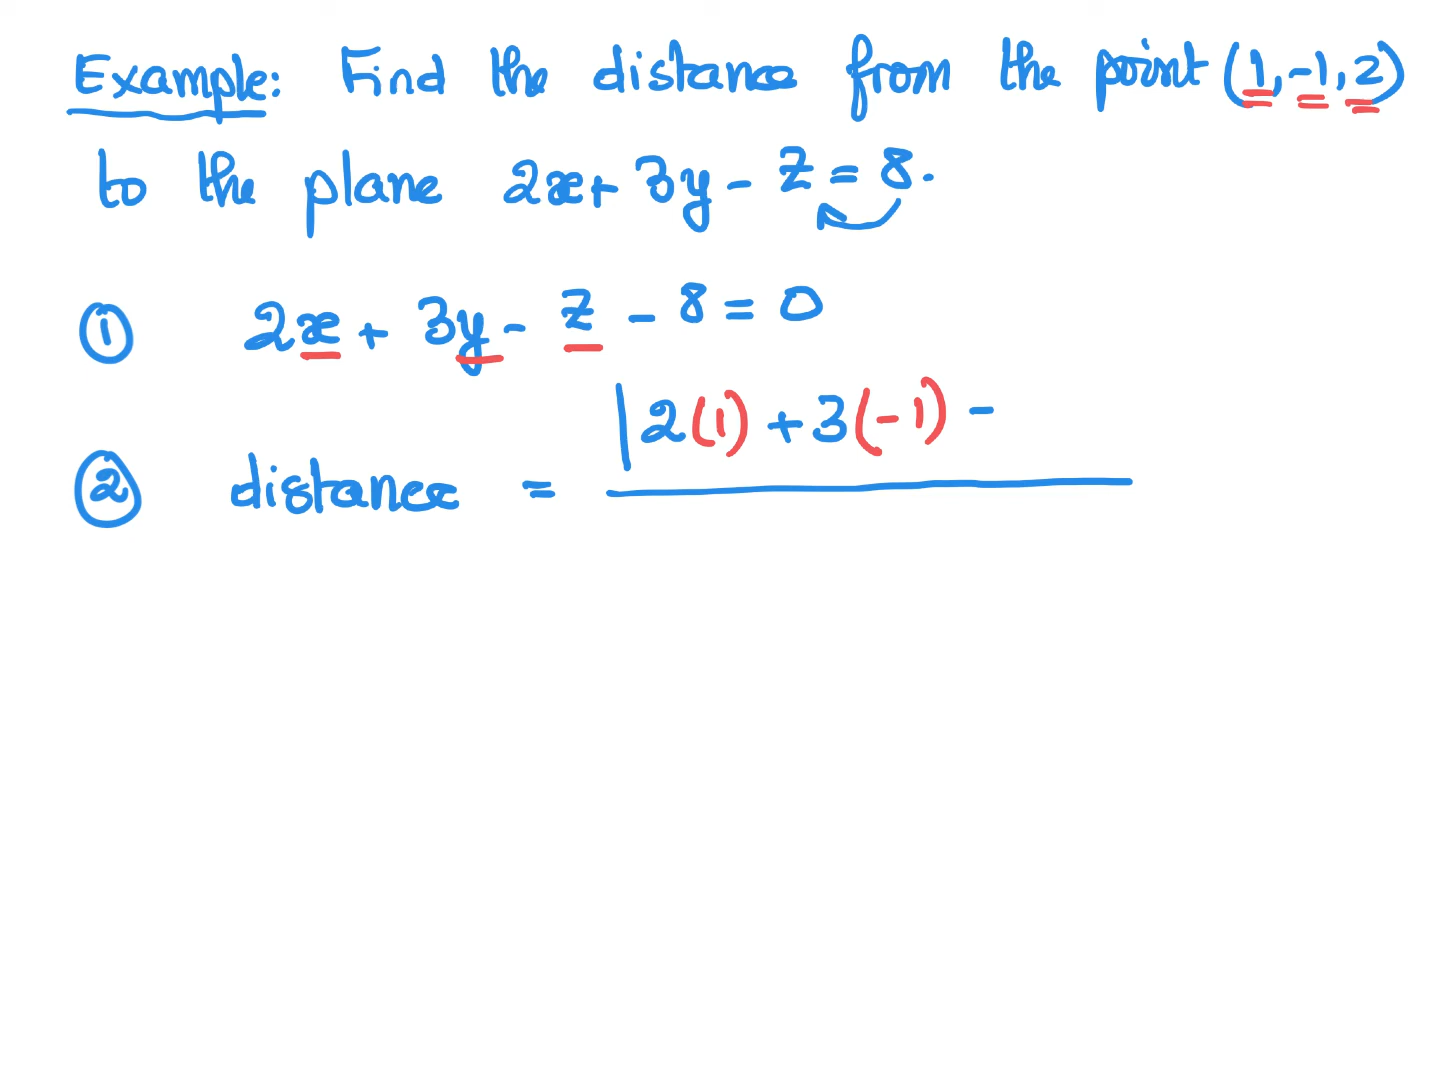 Example: Find the distance from the point (1, -1, 2)
to the plane 2x + 3y - z = 8.
① 2x + 3y - z - 8 = 0
|2(1) + 3(-1) -
② distance =